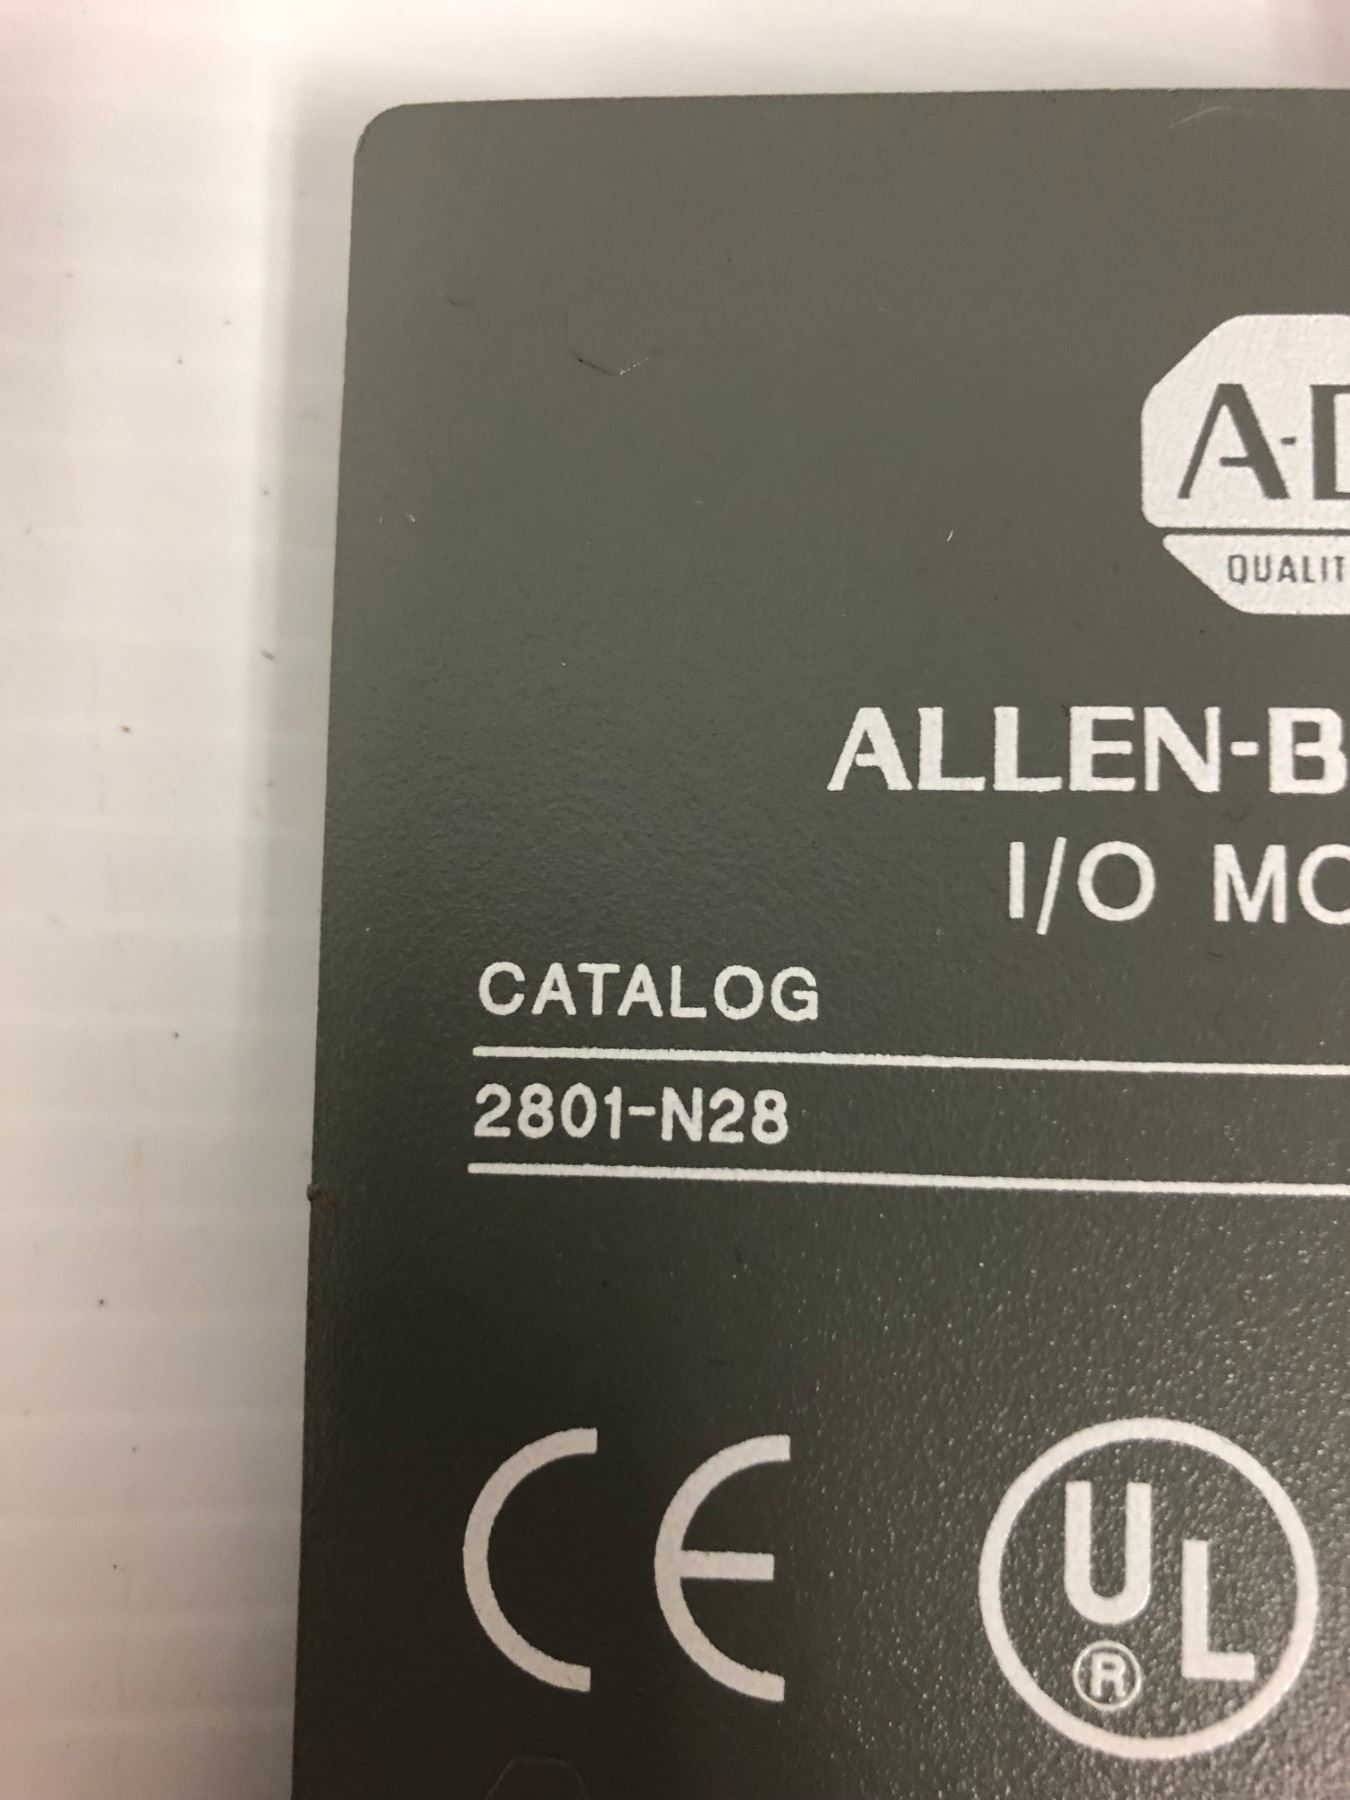 A-B
QUALIT
ALLEN-B
I/O MO
CATALOG
2801-N28
CE
UL
®